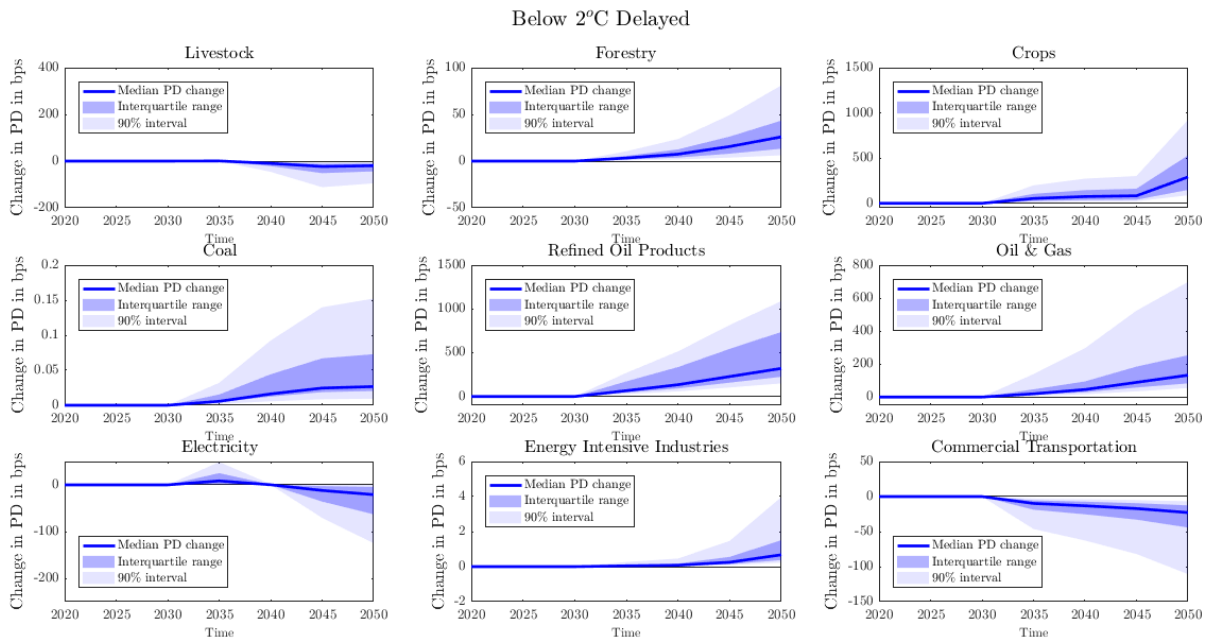 Below 2°C Delayed
Livestock
Change in PD in bps
400
200
0
-200
Median PD change
Interquartile range
90% interval
2020 2025 2030 2035 2040 2045 2050
Time
Forestry
Change in PD in bps
100
50
0
-50
Median PD change
Interquartile range
90% interval
2020 2025 2030 2035 2040 2045 2050
Time
Crops
Change in PD in bps
1500
1000
500
0
Median PD change
Interquartile range
90% interval
2020 2025 2030 2035 2040 2045 2050
Time
Coal
Change in PD in bps
0.2
0.15
0.1
0.05
0
Median PD change
Interquartile range
90% interval
2020 2025 2030 2035 2040 2045 2050
Time
Refined Oil Products
Change in PD in bps
1500
1000
500
0
Median PD change
Interquartile range
90% interval
2020 2025 2030 2035 2040 2045 2050
Time
Oil & Gas
Change in PD in bps
800
600
400
200
0
Median PD change
Interquartile range
90% interval
2020 2025 2030 2035 2040 2045 2050
Time
Electricity
Change in PD in bps
0
-100
-200
Median PD change
Interquartile range
90% interval
2020 2025 2030 2035 2040 2045 2050
Time
Energy Intensive Industries
Change in PD in bps
6
4
2
0
-2
Median PD change
Interquartile range
90% interval
2020 2025 2030 2035 2040 2045 2050
Time
Commercial Transportation
Change in PD in bps
50
0
-50
-100
-150
Median PD change
Interquartile range
90% interval
2020 2025 2030 2035 2040 2045 2050
Time